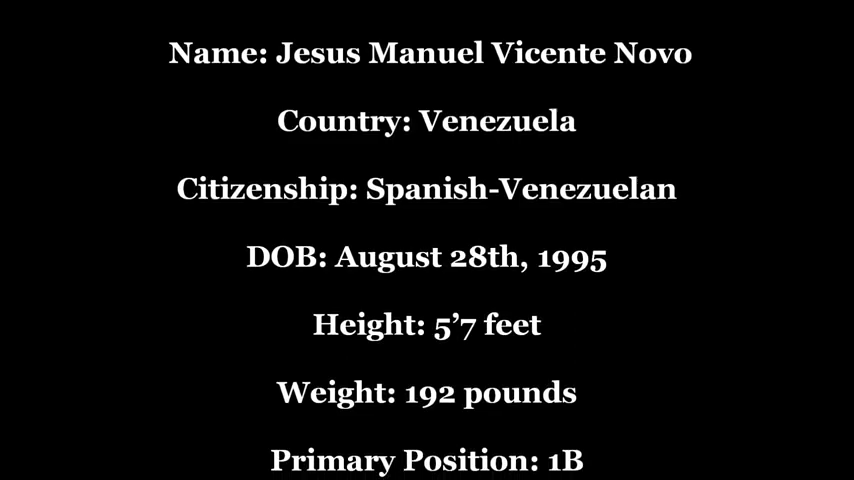 Name: Jesus Manuel Vicente Novo
Country: Venezuela
Citizenship: Spanish-Venezuelan
DOB: August 28th, 1995
Height: 5’7 feet
Weight: 192 pounds
Primary Position: 1B